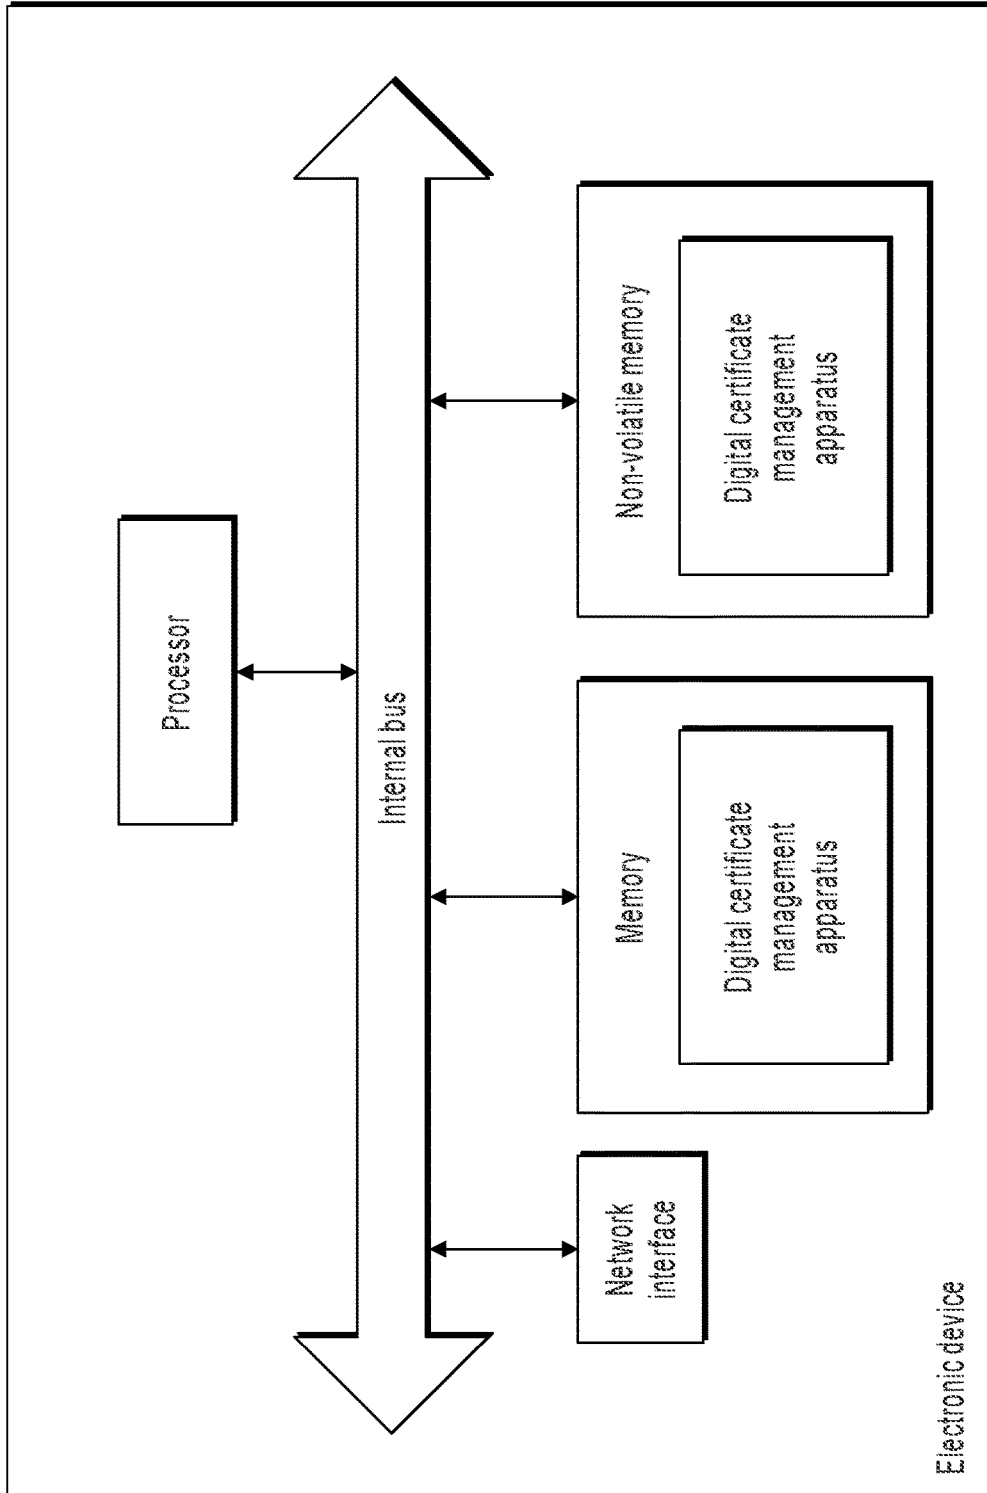 Processor
Internal bus
Network
interface
Memory
Digital certificate
management
apparatus
Non-volatile memory
Digital certificate
management
apparatus
Electronic device